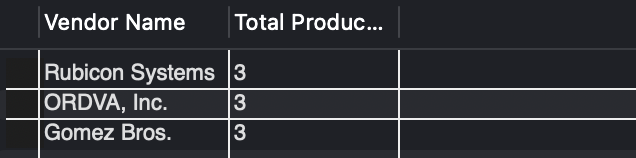 Vendor Name Total Produc...
Rubicon Systems 3
ORDVA, Inc. 3
Gomez Bros. 3